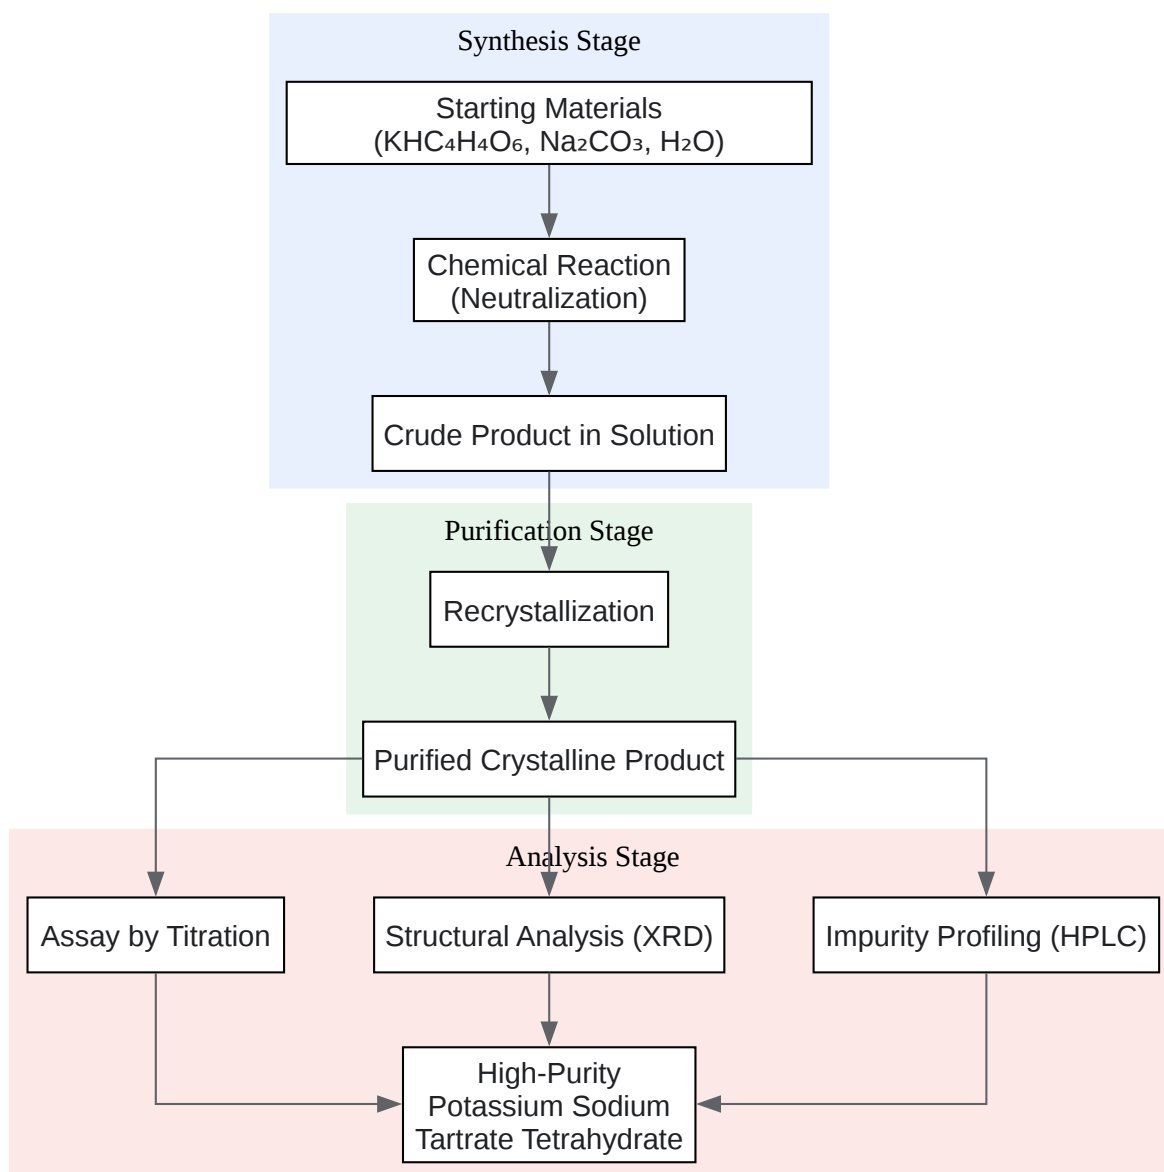 Synthesis Stage
Starting Materials
(KHC₄H₄O₆, Na₂CO₃, H₂O)
Chemical Reaction
(Neutralization)
Crude Product in Solution
Purification Stage
Recrystallization
Purified Crystalline Product
Analysis Stage
Assay by Titration
Structural Analysis (XRD)
Impurity Profiling (HPLC)
High-Purity
Potassium Sodium
Tartrate Tetrahydrate